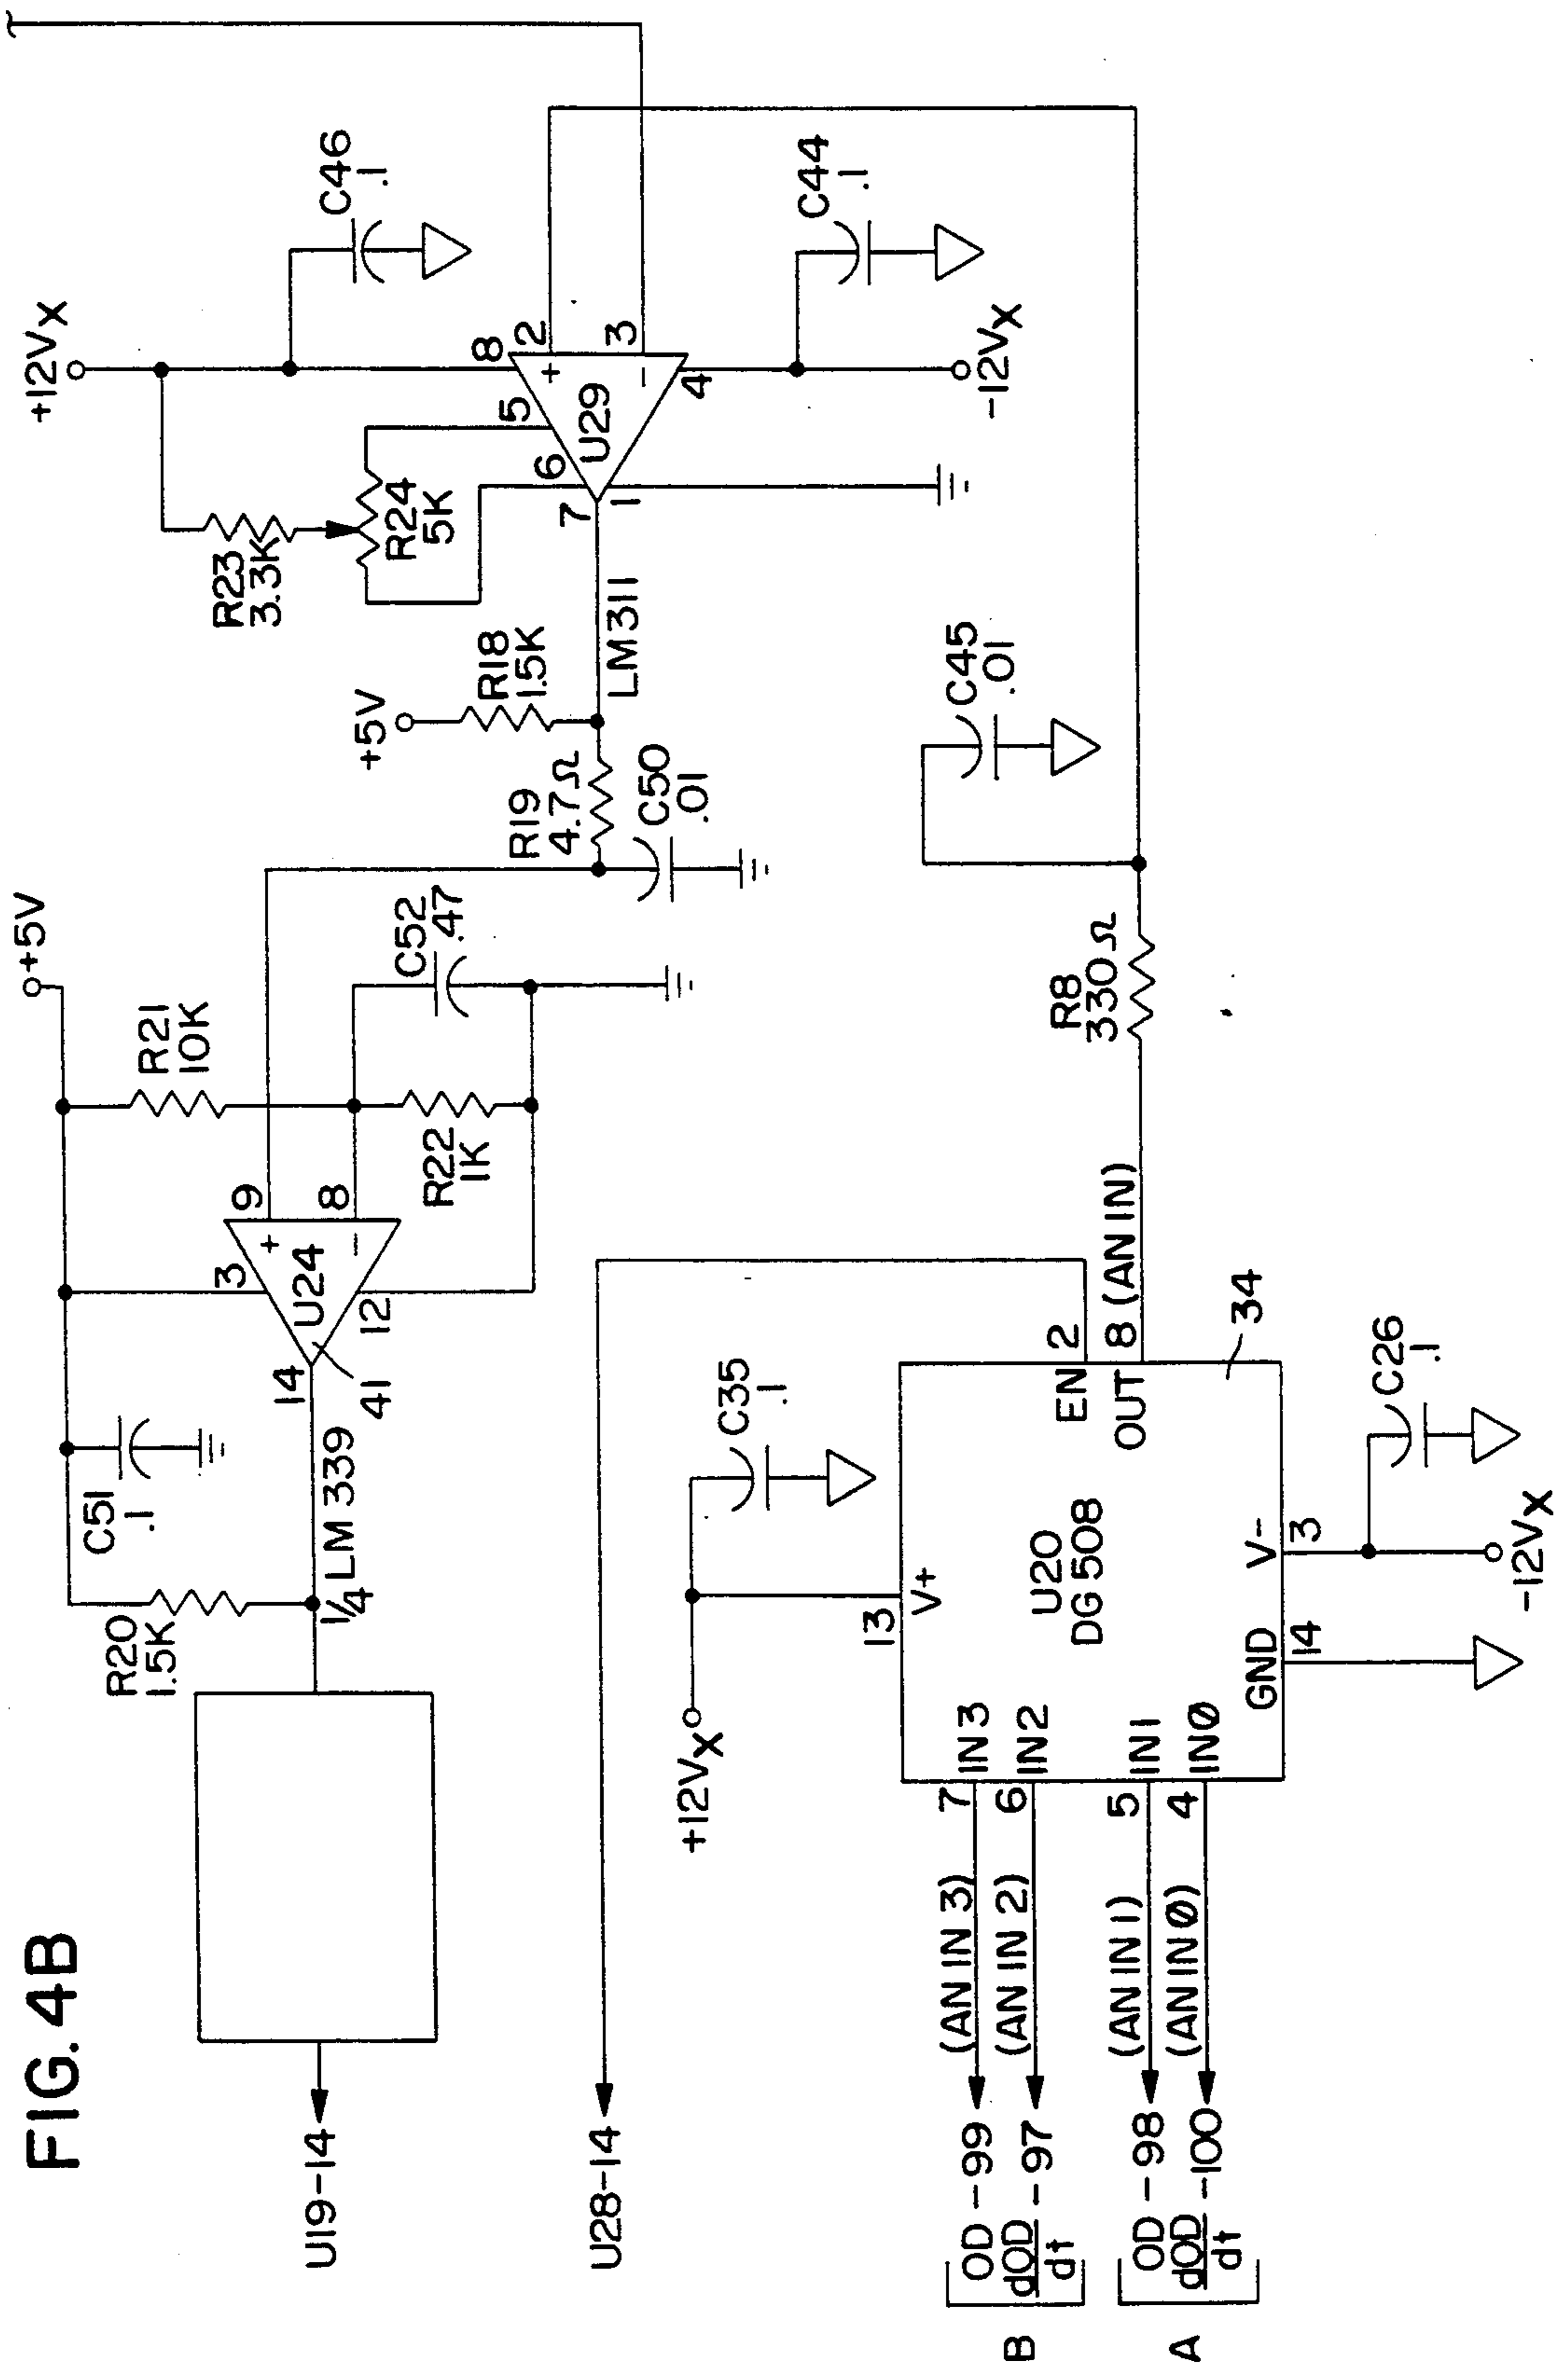 FIG. 4B
U19-14
R20
1.5K
C51
.1
1/4 LM 339
14
41
3
U24
12
+
-
9
8
+5V
R21
10K
R22
1K
C52
.47
R19
4.7Ω
C50
.01
+5V
R18
1.5K
LM311
7
1
6
5
U29
+
-
8
2
3
4
R23
3.3K
R24
5K
+12VX
C46
.1
C44
.1
-12VX
U28-14
+12VX
C35
.1
13
V+
U20
DG 508
EN
2
OUT
8 (AN IN)
34
R8
330Ω
C45
.01
B
OD -99
dOD -97
dt
A
OD -98
dOD -100
dt
(AN IN 3)
(AN IN 2)
(AN IN 1)
(AN IN 0)
7
6
5
4
IN3
IN2
IN1
IN0
GND
14
V-
3
C26
.1
-12VX